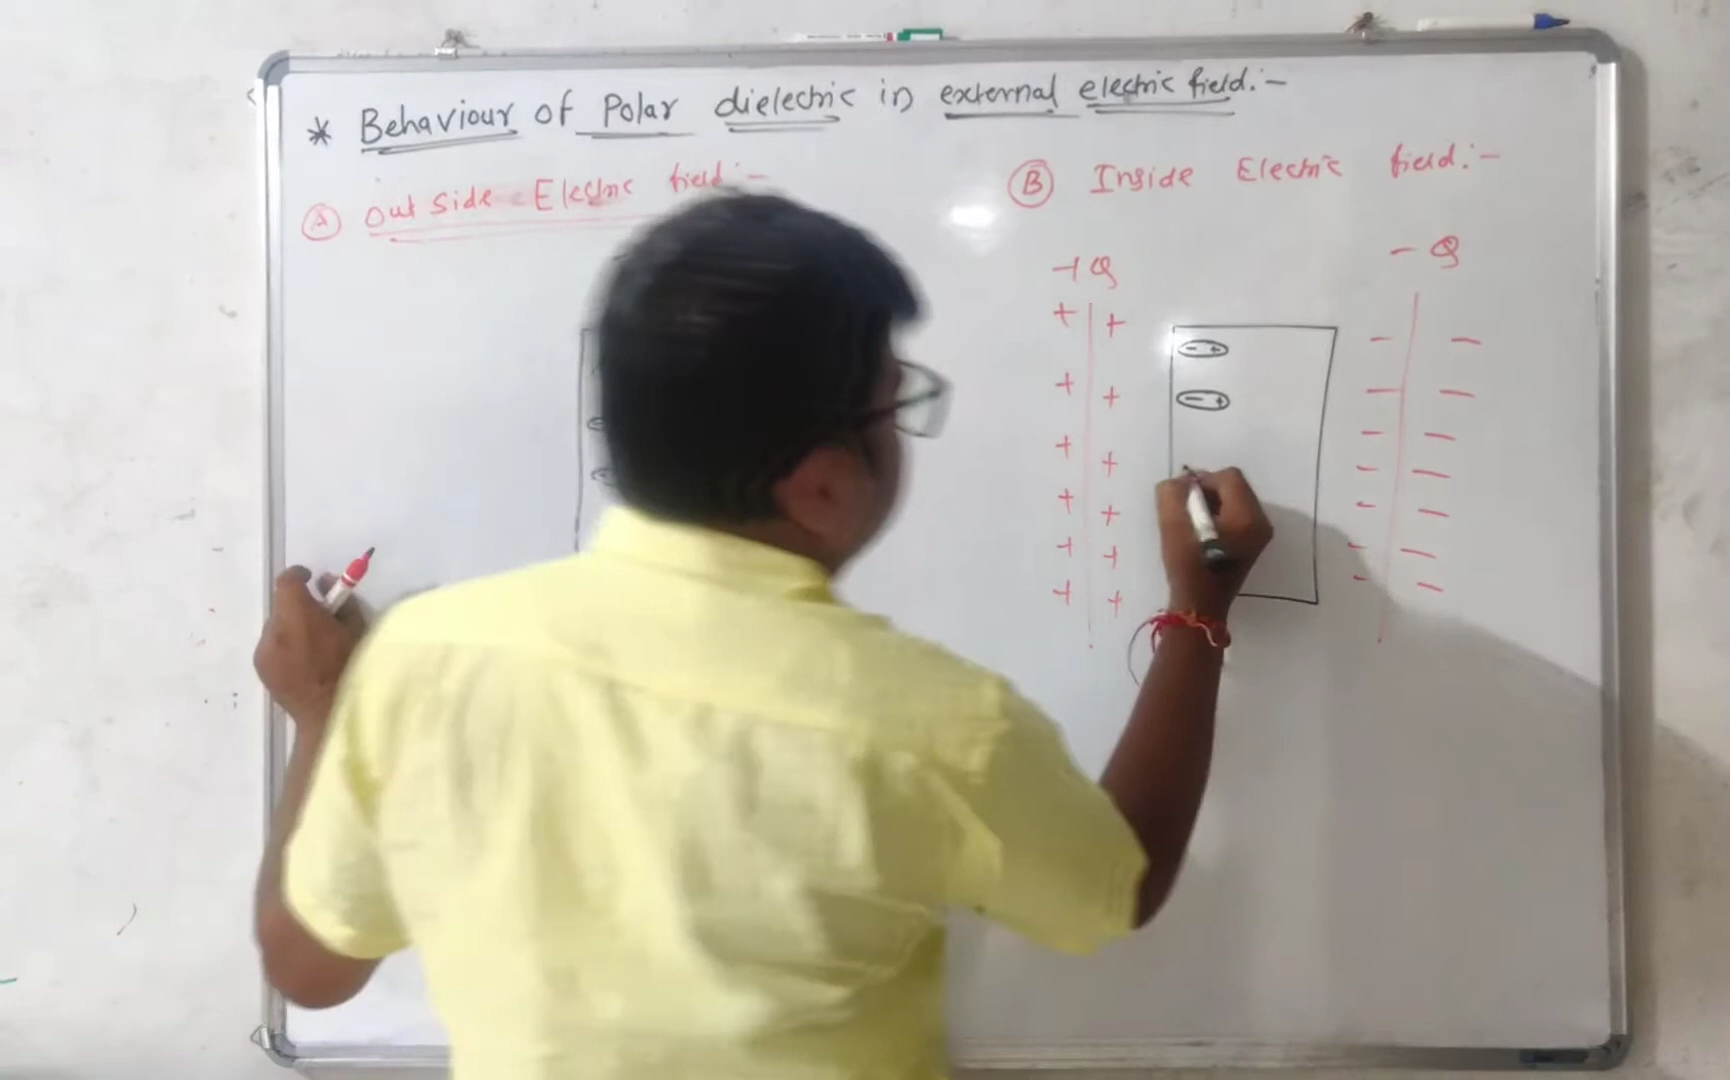 * Behaviour of Polar dielectric in external electric field:-
(A) Out Side Electric field:-
(B) Inside Electric field:-
+Q
-Q
+ + - -
- + 
+ + - -
- +
+ + - -
+ + - -
+ + - -
+ + - -